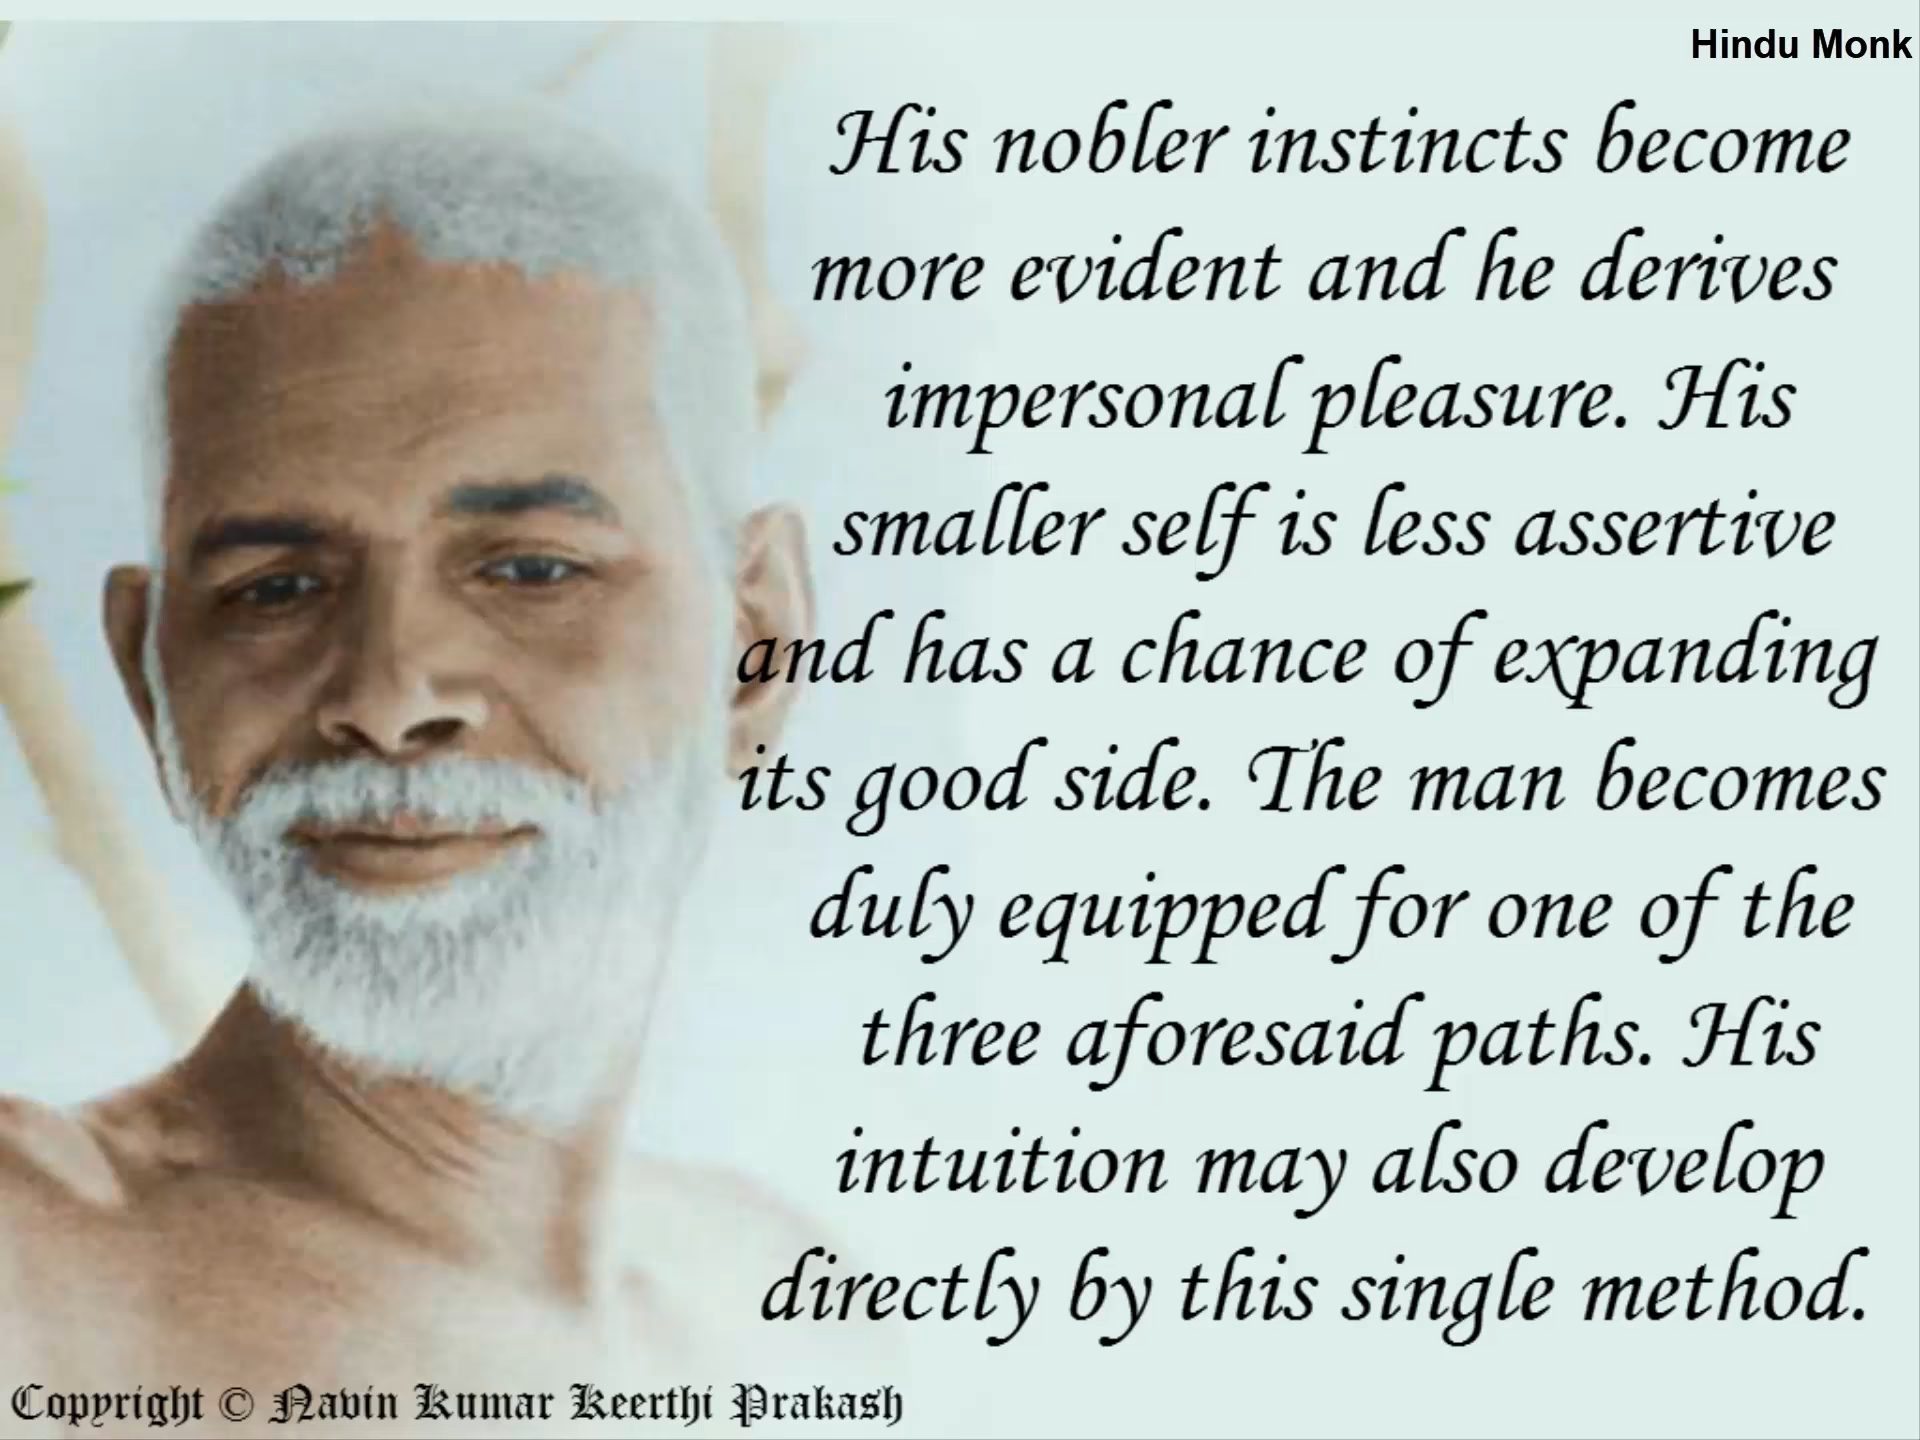 Hindu Monk
His nobler instincts become
more evident and he derives
impersonal pleasure. His
smaller self is less assertive
and has a chance of expanding
its good side. The man becomes
duly equipped for one of the
three aforesaid paths. His
intuition may also develop
directly by this single method.
Copyright © Navin Kumar Keerthi Prakash